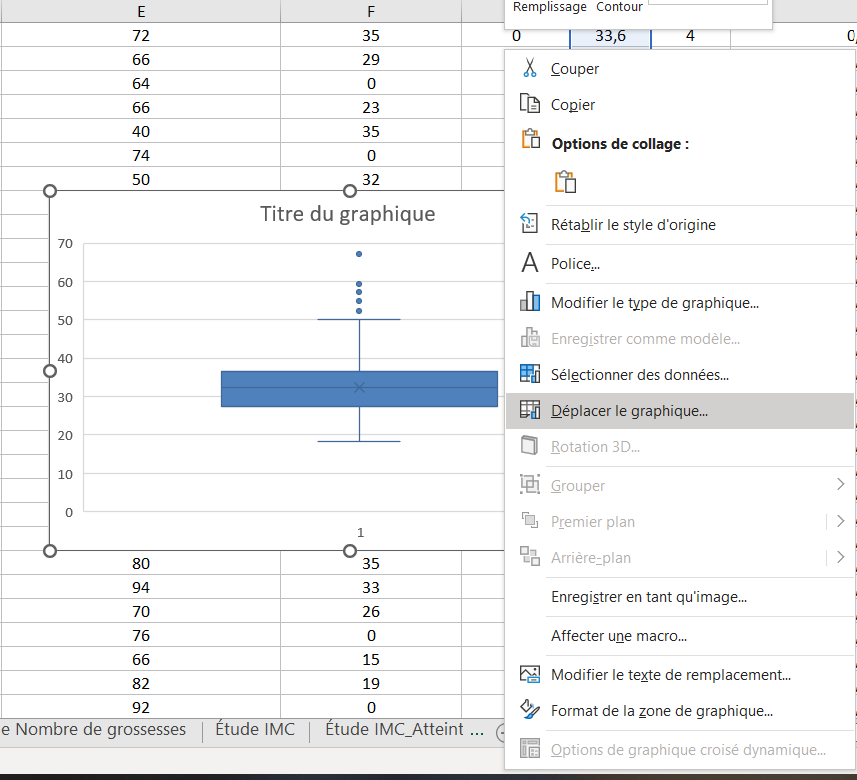 Remplissage Contour
E F
72 35 0 33,6 4 0,
66 29
64 0
66 23
40 35
74 0
50 32
Titre du graphique
70
60
50
40
30
20
10
0
1
80 35
94 33
70 26
76 0
66 15
82 19
92 0
e Nombre de grossesses Étude IMC Étude IMC_Atteint ...
Couper
Copier
Options de collage :
Rétablir le style d'origine
Police...
Modifier le type de graphique...
Enregistrer comme modèle...
Sélectionner des données...
Déplacer le graphique...
Rotation 3D...
Grouper
Premier plan
Arrière-plan
Enregistrer en tant qu'image...
Affecter une macro...
Modifier le texte de remplacement...
Format de la zone de graphique...
Options de graphique croisé dynamique...